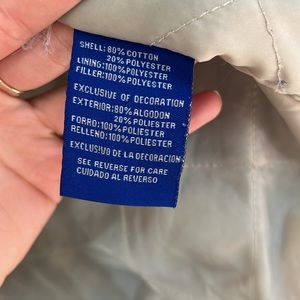 SHELL: 80% COTTON
20% POLYESTER
LINING: 100% POLYESTER
FILLER: 100% POLYESTER
EXCLUSIVE OF DECORATION
EXTERIOR: 80% ALGODON
20% POLIESTER
FORRO: 100% POLIESTER
RELLENO: 100% POLIESTER
EXCLUSIVO DE LA DECORACION
SEE REVERSE FOR CARE
CUIDADO AL REVERSO